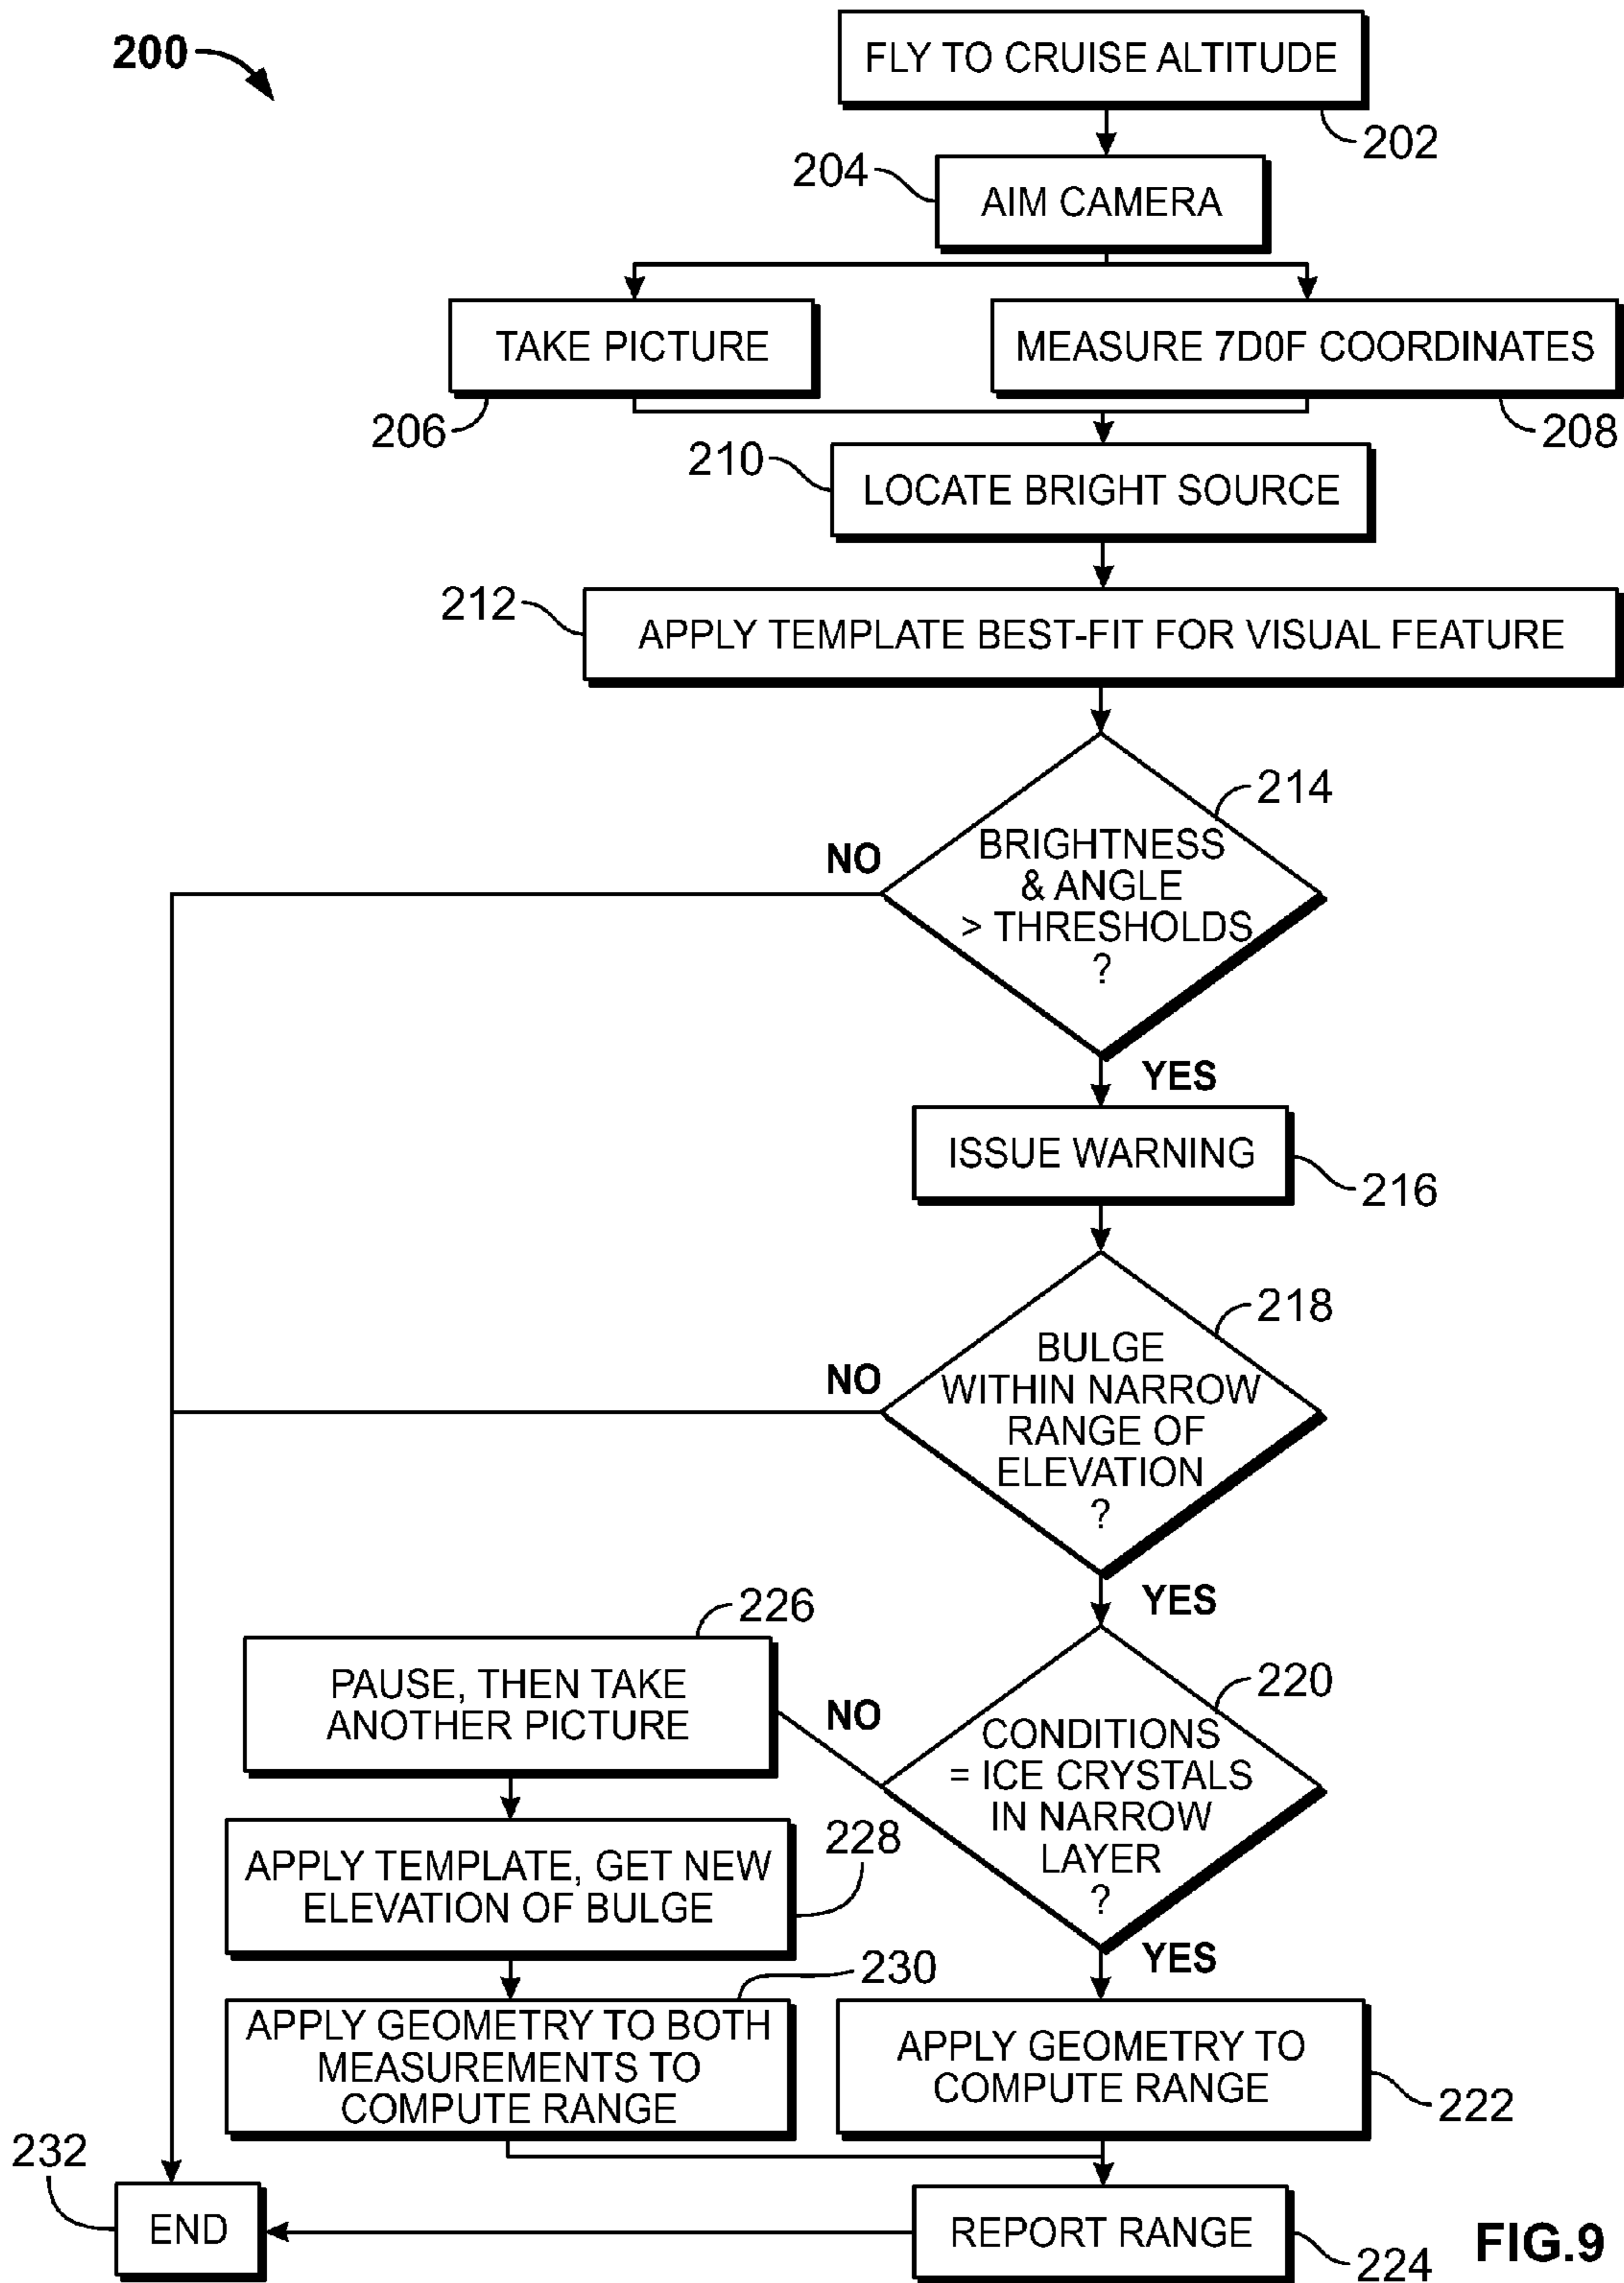 200
FLY TO CRUISE ALTITUDE
202
204
AIM CAMERA
TAKE PICTURE
MEASURE 7D0F COORDINATES
206
208
210
LOCATE BRIGHT SOURCE
212
APPLY TEMPLATE BEST-FIT FOR VISUAL FEATURE
214
BRIGHTNESS
& ANGLE
> THRESHOLDS
?
NO
YES
ISSUE WARNING
216
218
BULGE
WITHIN NARROW
RANGE OF
ELEVATION
?
NO
YES
220
CONDITIONS
= ICE CRYSTALS
IN NARROW
LAYER
?
NO
YES
226
PAUSE, THEN TAKE
ANOTHER PICTURE
228
APPLY TEMPLATE, GET NEW
ELEVATION OF BULGE
230
APPLY GEOMETRY TO BOTH
MEASUREMENTS TO
COMPUTE RANGE
APPLY GEOMETRY TO
COMPUTE RANGE
222
232
END
REPORT RANGE
224
FIG.9